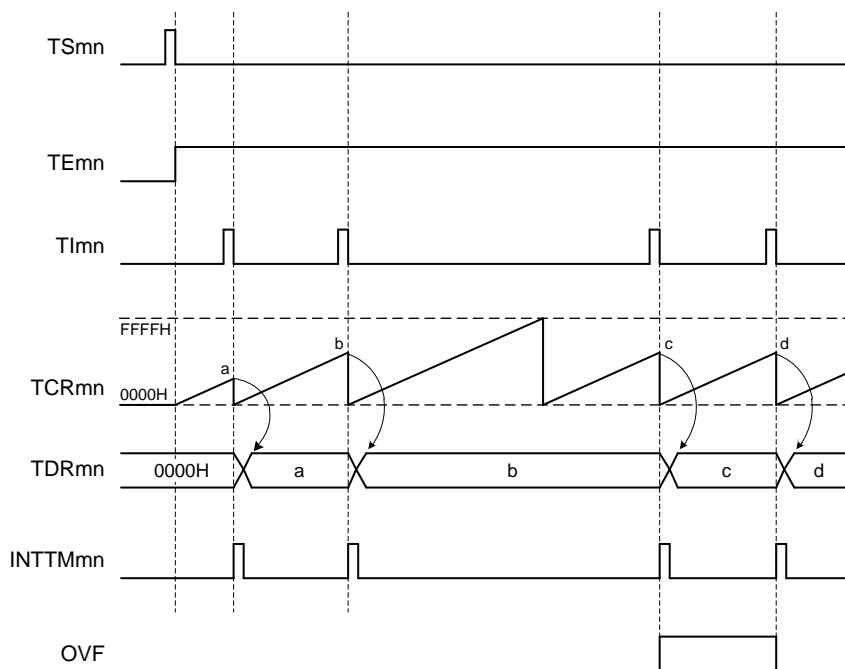 TSmn
TEmn
TImn
FFFFH
TCRmn
0000H
a
b
c
d
TDRmn
0000H
a
b
c
d
INTTMmn
OVF